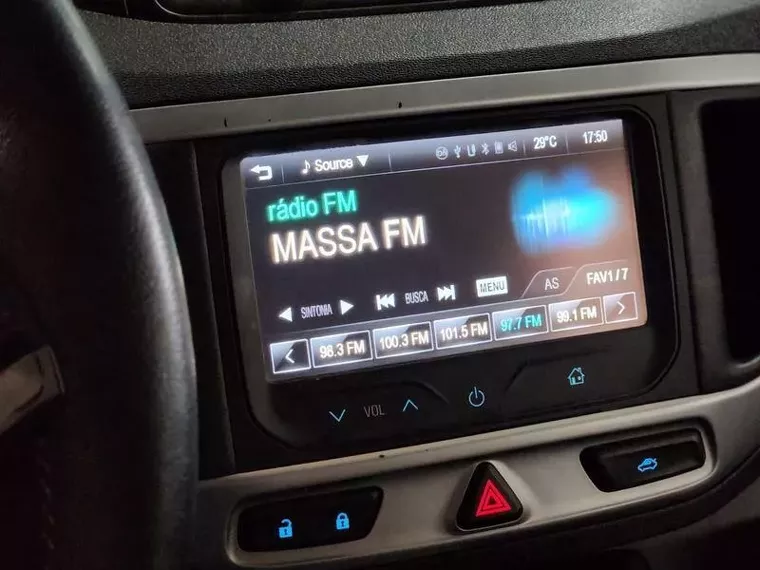 Source 29°C 17:50
rádio FM
MASSA FM
SINTONIA BUSCA MENU AS FAV1/7
98.3 FM 100.3 FM 101.5 FM 97.7 FM 99.1 FM
VOL